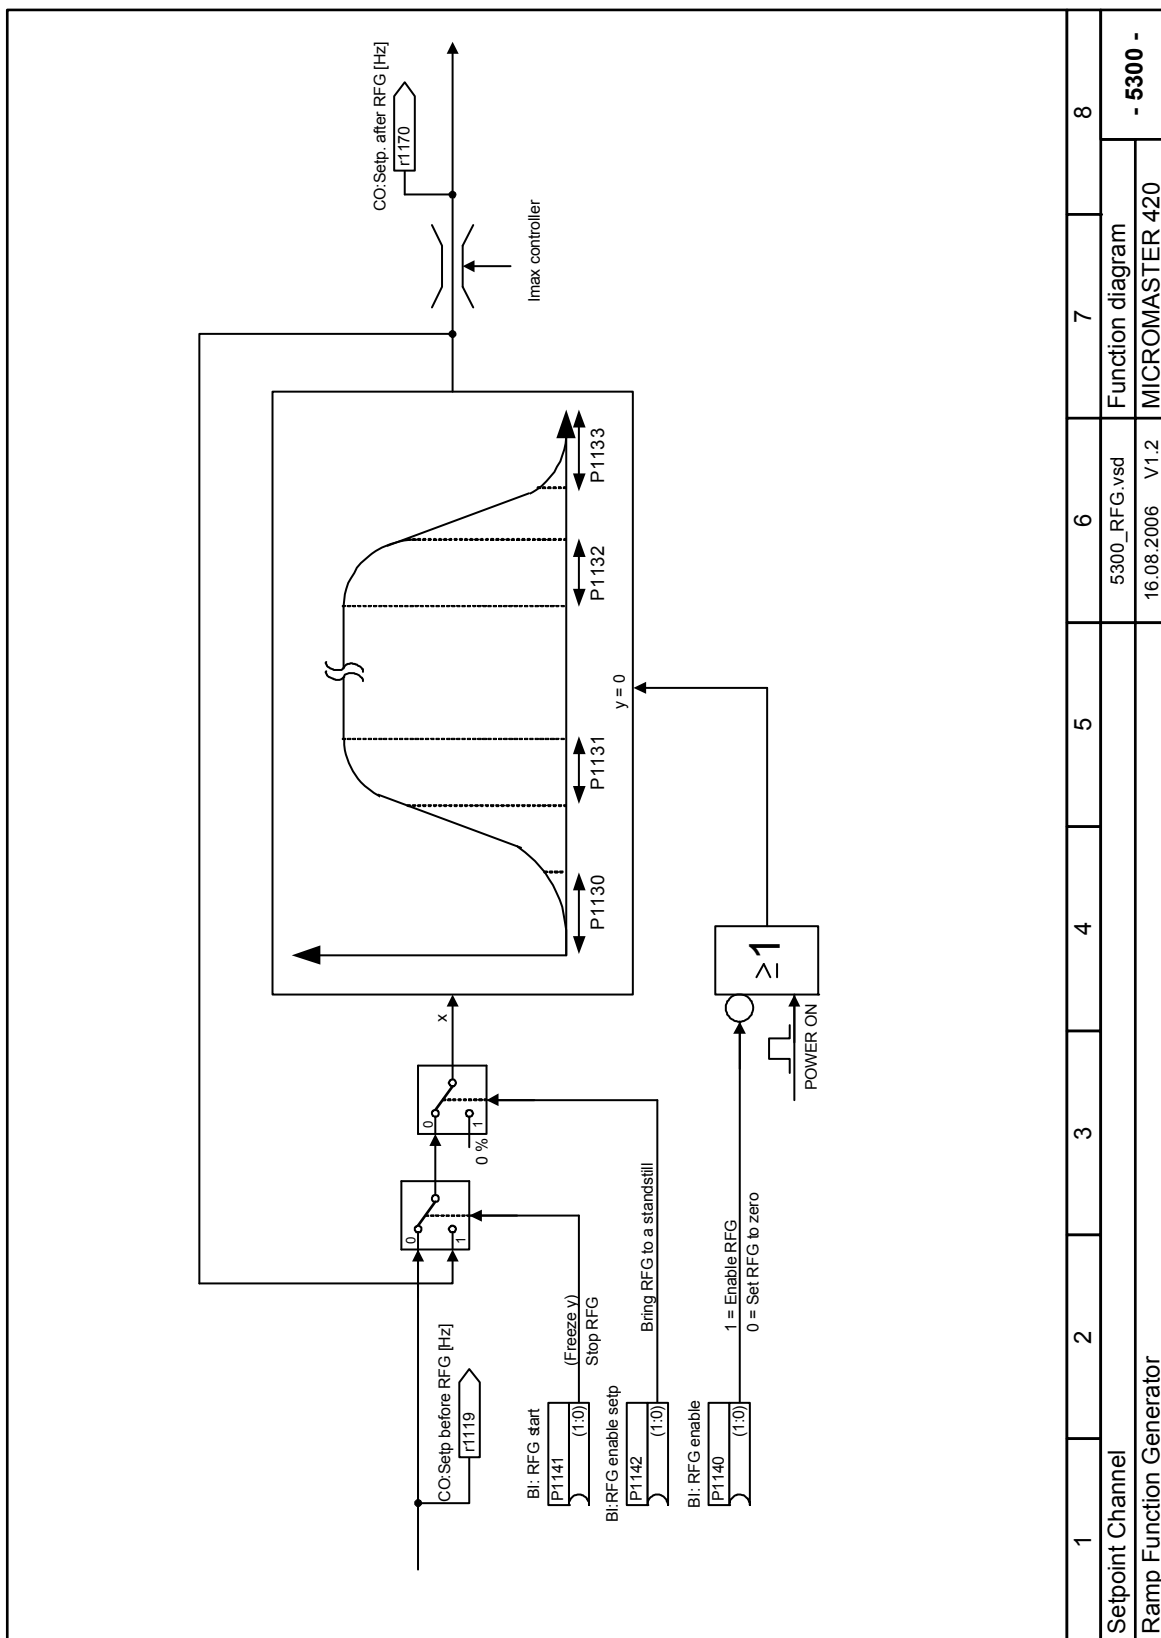 CO:Setp. after RFG [Hz]
r1170
Imax controller
P1130
P1131
P1132
P1133
y = 0
x
0
1
0 %
0
1
CO:Setp before RFG [Hz]
r1119
BI: RFG start
P1141
(1:0)
(Freeze y)
Stop RFG
BI:RFG enable setp
P1142
(1:0)
Bring RFG to a standstill
BI: RFG enable
P1140
(1:0)
1 = Enable RFG
0 = Set RFG to zero
POWER ON
≥1
1 2 3 4 5 6 7 8
Setpoint Channel
Ramp Function Generator
5300_RFG.vsd
16.08.2006 V1.2
Function diagram
MICROMASTER 420
- 5300 -